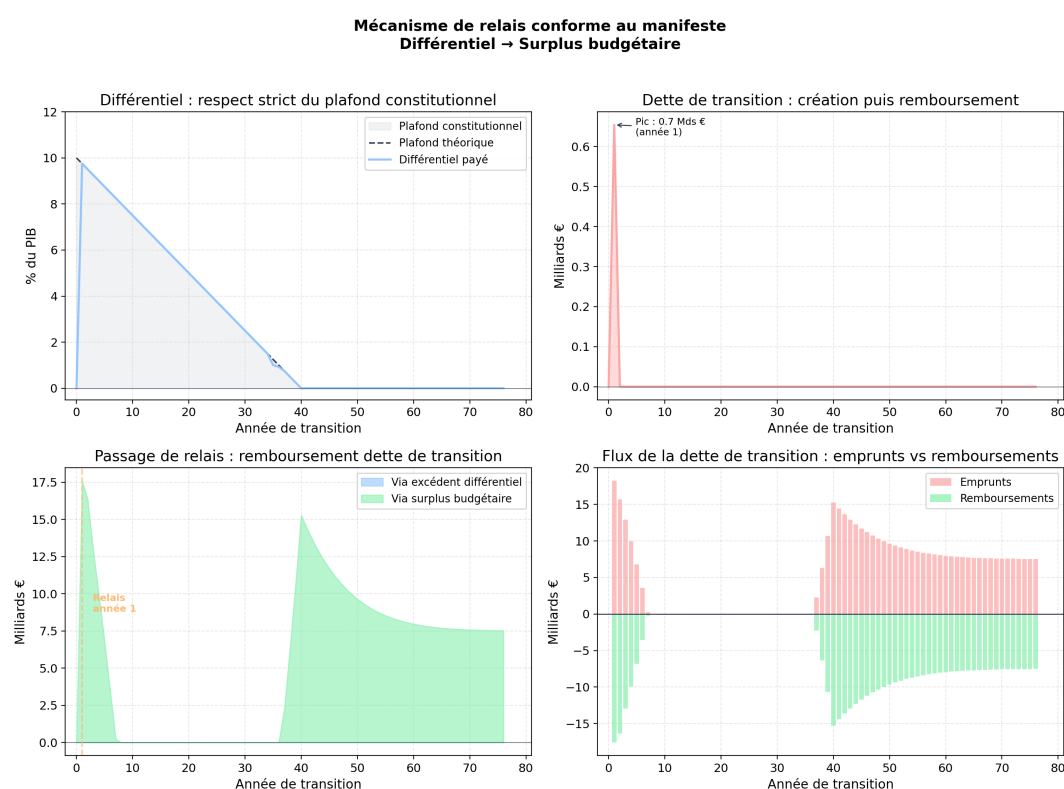 Mécanisme de relais conforme au manifeste
Différentiel → Surplus budgétaire
Différentiel : respect strict du plafond constitutionnel
% du PIB
12
10
8
6
4
2
0
Plafond constitutionnel
Plafond théorique
Différentiel payé
0 10 20 30 40 50 60 70 80
Année de transition
Dette de transition : création puis remboursement
Milliards €
0.6
0.5
0.4
0.3
0.2
0.1
0.0
Pic : 0.7 Mds €
(année 1)
0 10 20 30 40 50 60 70 80
Année de transition
Passage de relais : remboursement dette de transition
Milliards €
17.5
15.0
12.5
10.0
7.5
5.0
2.5
0.0
Via excédent différentiel
Via surplus budgétaire
Relais
année 1
0 10 20 30 40 50 60 70 80
Année de transition
Flux de la dette de transition : emprunts vs remboursements
Milliards €
20
15
10
5
0
−5
−10
−15
Emprunts
Remboursements
0 10 20 30 40 50 60 70 80
Année de transition